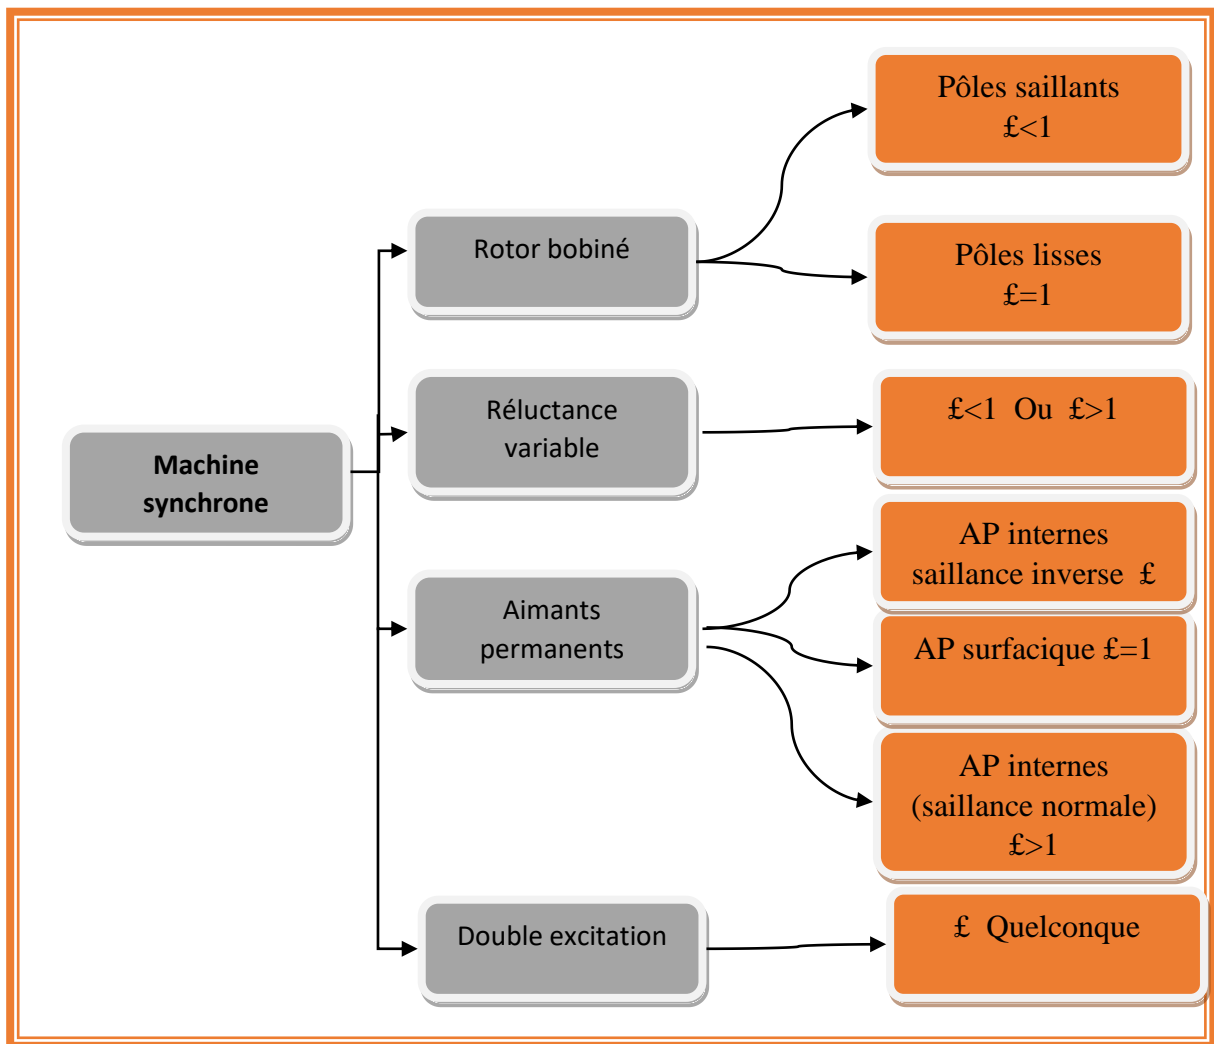 Machine
synchrone
Rotor bobiné
Pôles saillants
£<1
Pôles lisses
£=1
Réluctance
variable
£<1 Ou £>1
Aimants
permanents
AP internes
saillance inverse £
AP surfacique £=1
AP internes
(saillance normale)
£>1
Double excitation
£ Quelconque